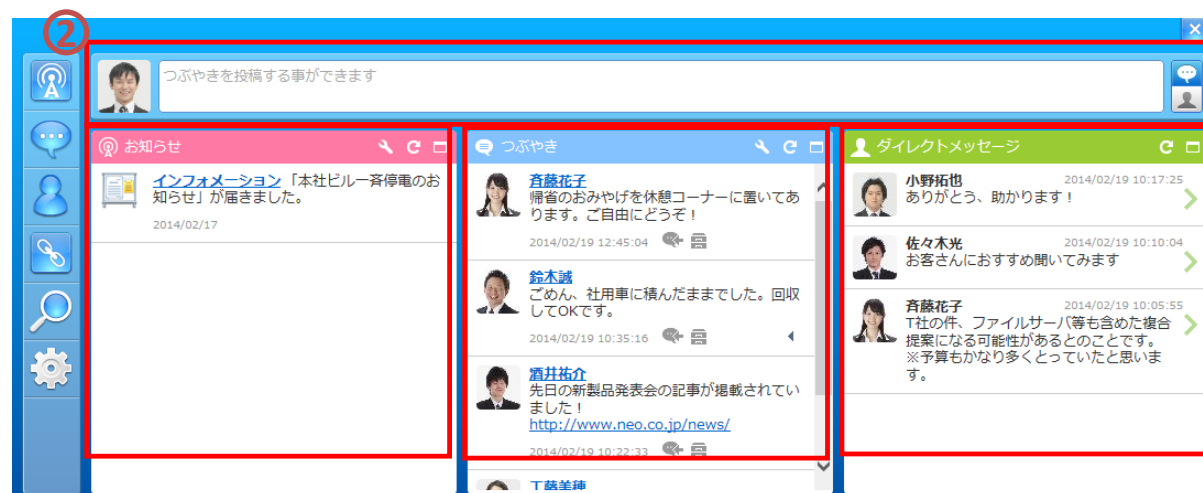 ②
つぶやきを投稿する事ができます
お知らせ
インフォメーション 「本社ビル一斉停電のお
知らせ」が届きました。
2014/02/17
つぶやき
斉藤花子
帰省のおみやげを休憩コーナーに置いてあ
ります。ご自由にどうぞ！
2014/02/19 12:45:04
鈴木誠
ごめん、社用車に積んだままでした。回収
してOKです。
2014/02/19 10:35:16
酒井祐介
先日の新製品発表会の記事が掲載されてい
ました！
http://www.neo.co.jp/news/
2014/02/19 10:22:33
工藤美穂
ダイレクトメッセージ
小野拓也 2014/02/19 10:17:25
ありがとう、助かります！
佐々木光 2014/02/19 10:10:04
お客さんにおすすめ聞いてみます
斉藤花子 2014/02/19 10:05:55
T社の件、ファイルサーバ等も含めた複合
提案になる可能性があるとのことです。
※予算もかなり多くとっていたと思いま
す。